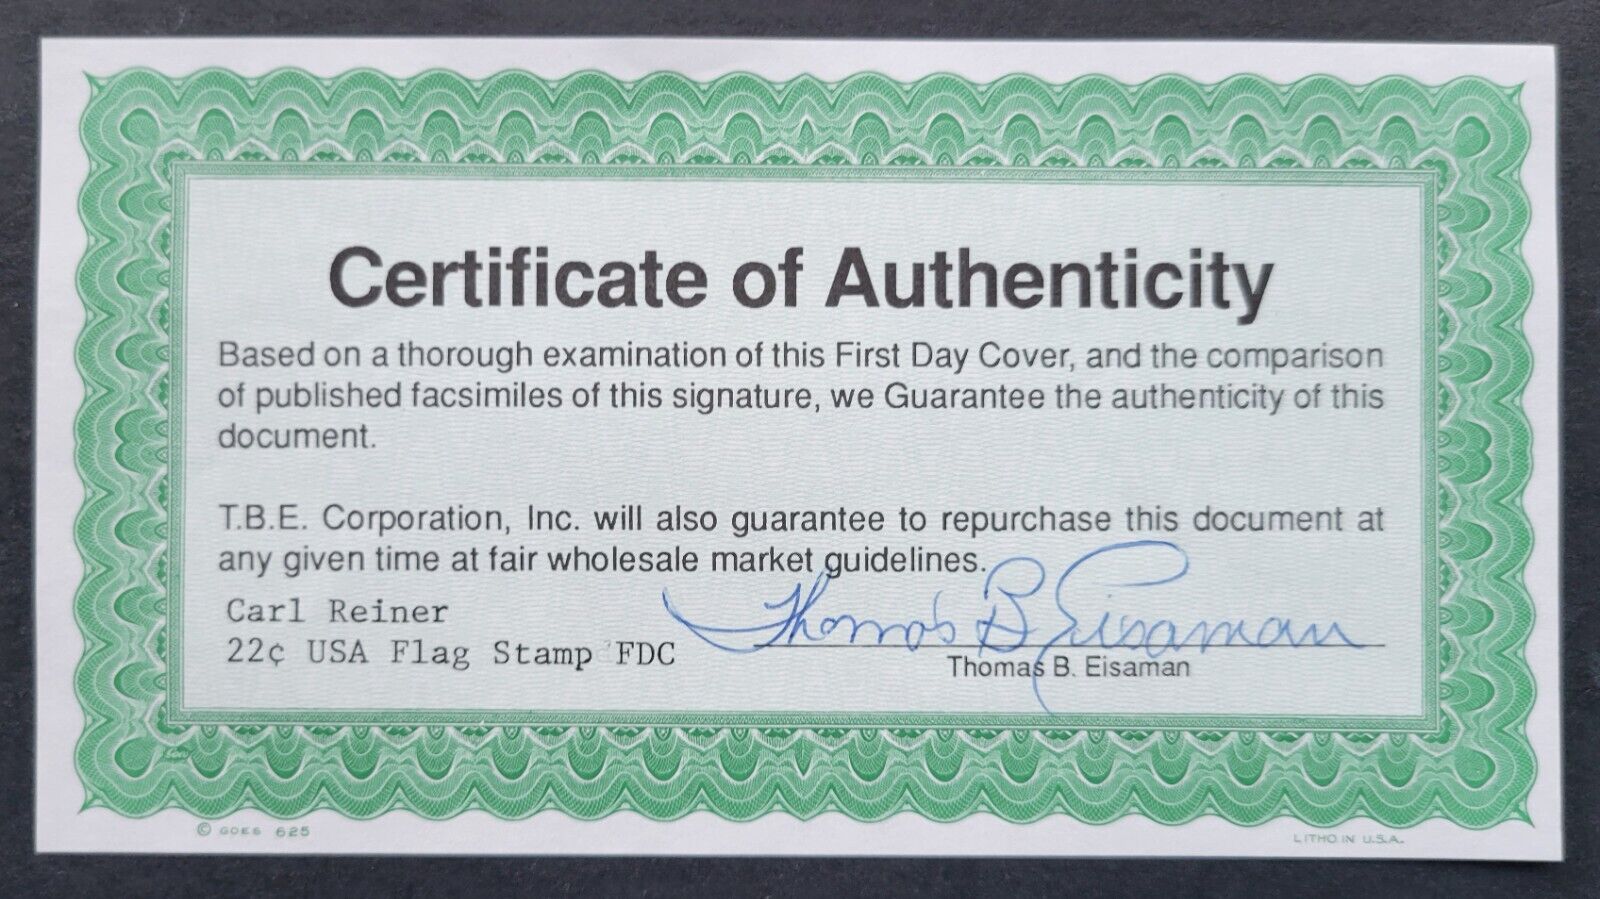 Certificate of Authenticity
Based on a thorough examination of this First Day Cover, and the comparison
of published facsimiles of this signature, we Guarantee the authenticity of this
document.
T.B.E. Corporation, Inc. will also guarantee to repurchase this document at
any given time at fair wholesale market guidelines.
Carl Reiner
22¢ USA Flag Stamp FDC
Thomas B. Eisaman
Thomas B. Eisaman
© GOES 625
LITHO IN U.S.A.